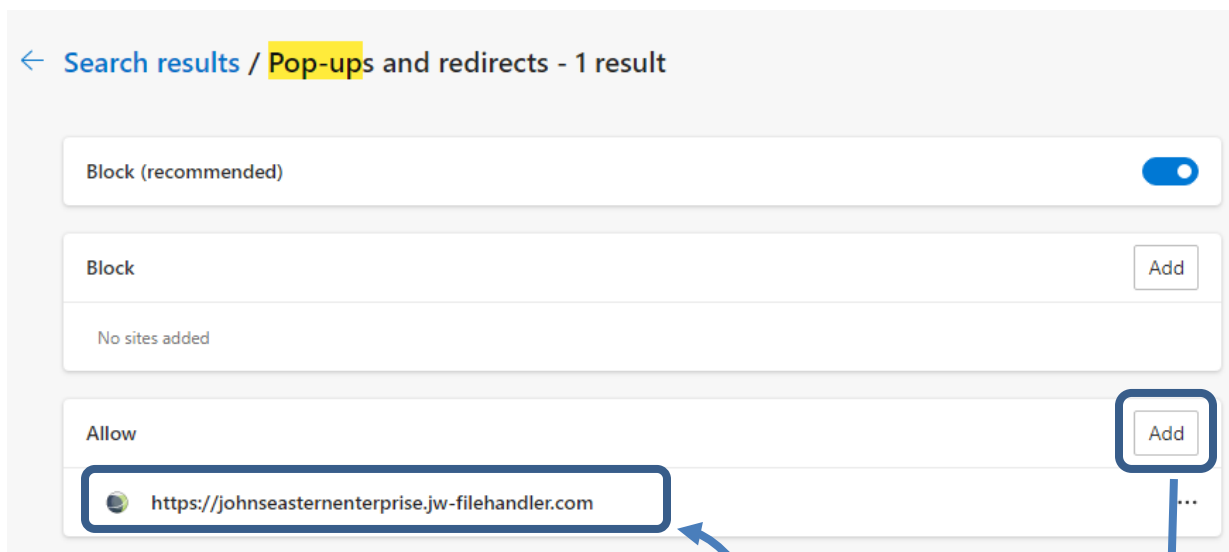 Search results / Pop-ups and redirects - 1 result
Block (recommended)
Block
Add
No sites added
Allow
Add
https://johnseasternenterprise.jw-filehandler.com